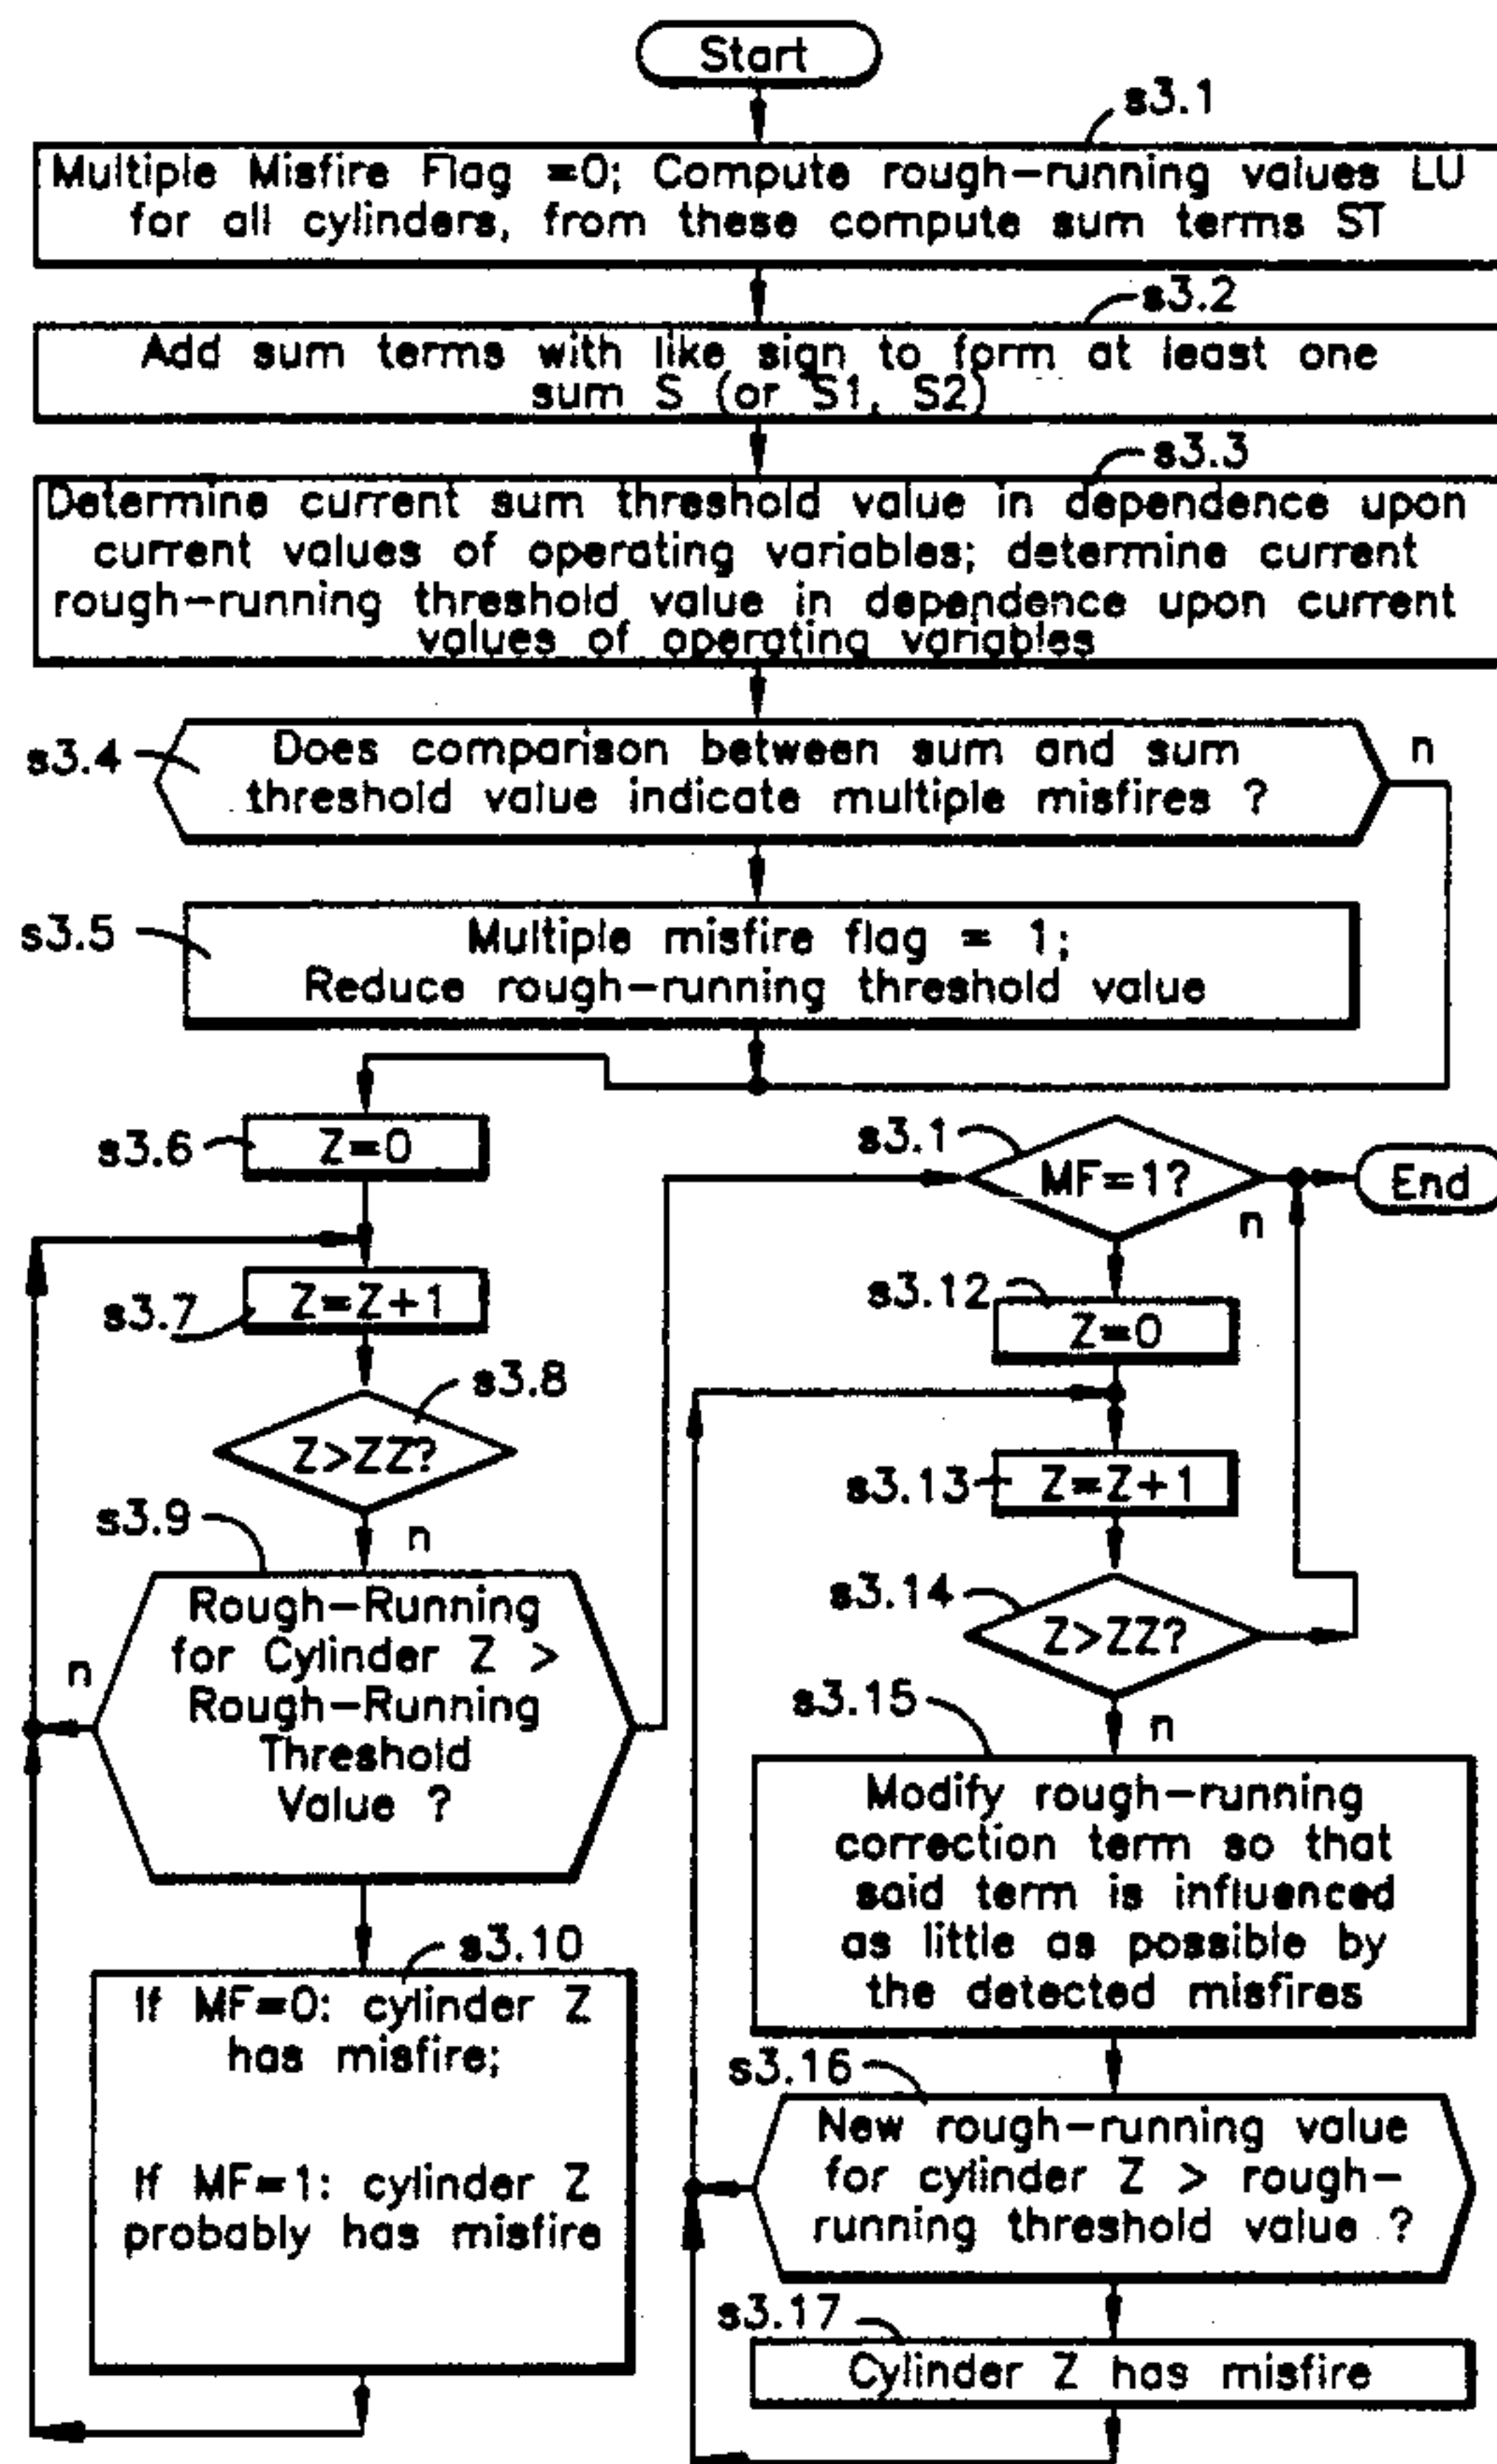 Start
s3.1
Multiple Misfire Flag =0; Compute rough-running values LU
for all cylinders, from these compute sum terms ST
s3.2
Add sum terms with like sign to form at least one
sum S (or S1, S2)
s3.3
Determine current sum threshold value in dependence upon
current values of operating variables; determine current
rough-running threshold value in dependence upon current
values of operating variables
s3.4
Does comparison between sum and sum
threshold value indicate multiple misfires ?
n
s3.5
Multiple misfire flag = 1;
Reduce rough-running threshold value
s3.6
Z=0
s3.7
Z=Z+1
s3.8
Z>ZZ?
n
s3.9
Rough-Running
for Cylinder Z >
Rough-Running
Threshold
Value ?
n
s3.10
If MF=0: cylinder Z
has misfire;
If MF=1: cylinder Z
probably has misfire
s3.1
MF=1?
n
End
s3.12
Z=0
s3.13
Z=Z+1
s3.14
Z>ZZ?
n
s3.15
Modify rough-running
correction term so that
said term is influenced
as little as possible by
the detected misfires
s3.16
New rough-running value
for cylinder Z > rough-
running threshold value ?
s3.17
Cylinder Z has misfire